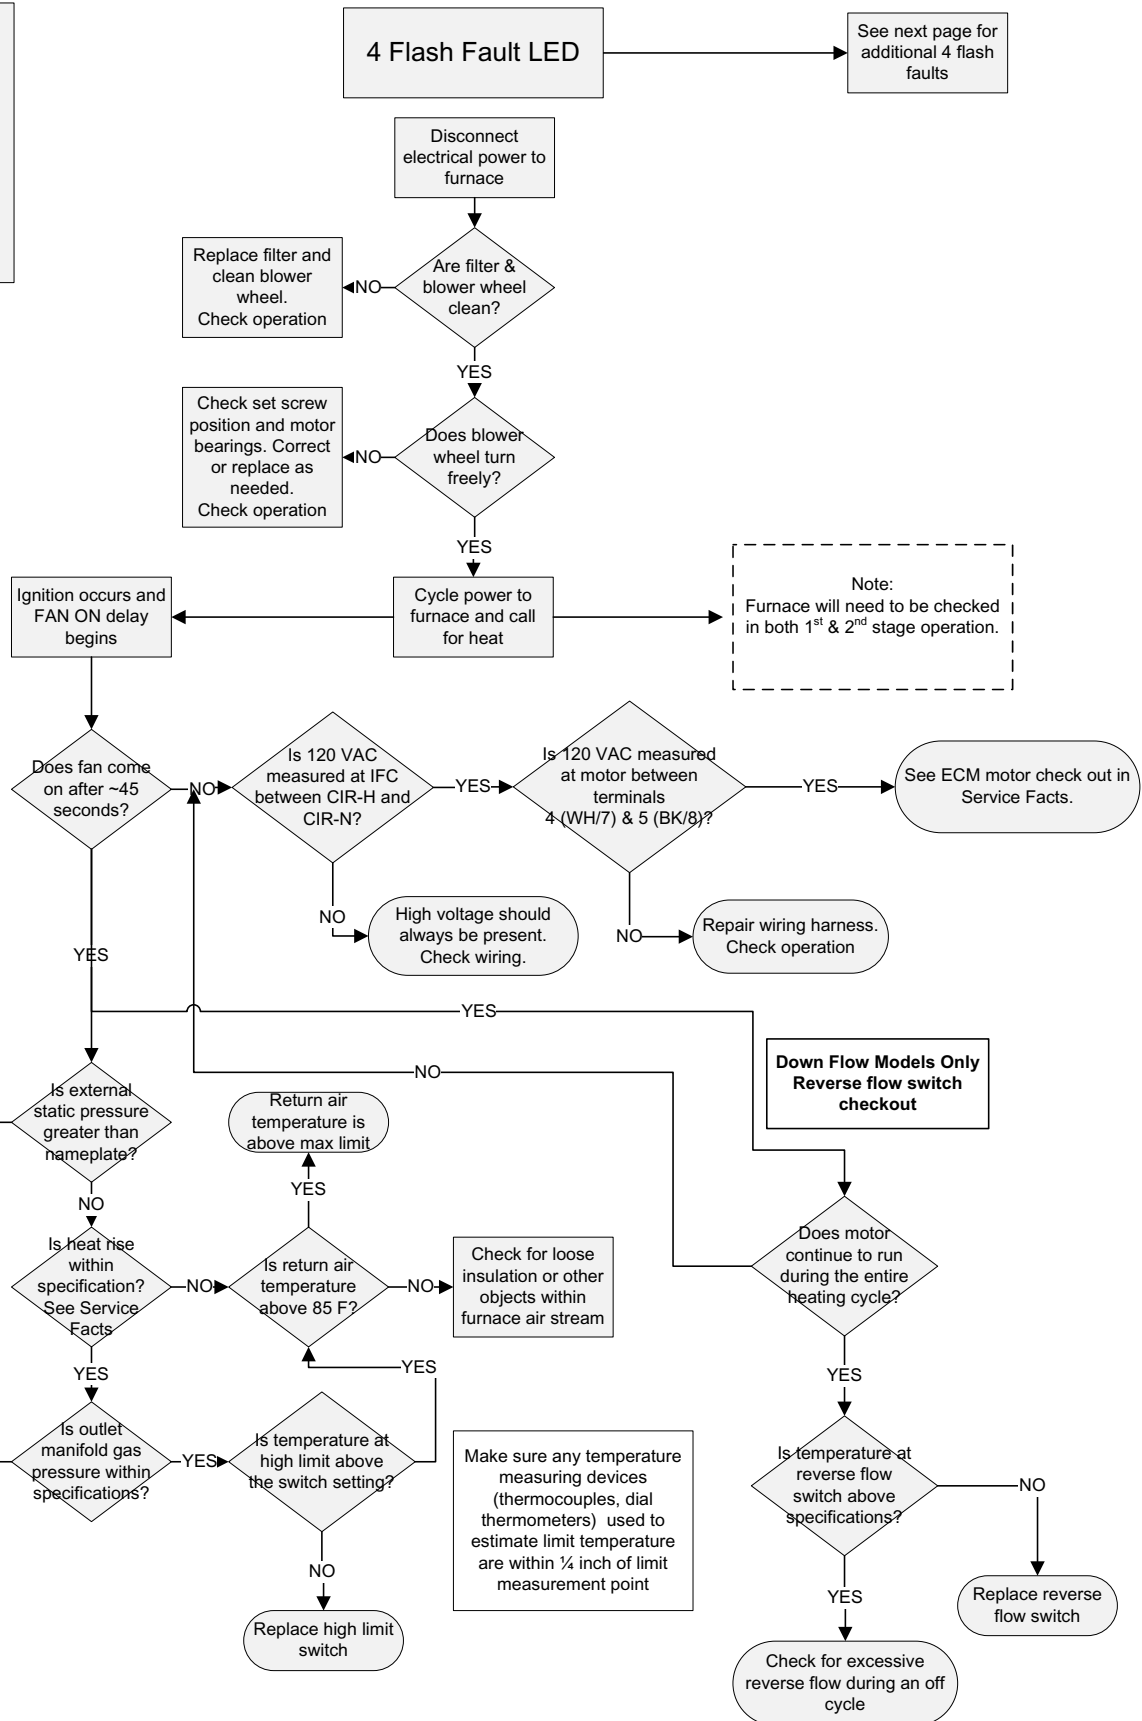 4 Flash Fault LED
See next page for
additional 4 flash
faults
Disconnect
electrical power to
furnace
Replace filter and
clean blower
wheel.
Check operation
NO
Are filter &
blower wheel
clean?
YES
Check set screw
position and motor
bearings. Correct
or replace as
needed.
Check operation
NO
Does blower
wheel turn
freely?
YES
Ignition occurs and
FAN ON delay
begins
Cycle power to
furnace and call
for heat
Note:
Furnace will need to be checked
in both 1st & 2nd stage operation.
Does fan come
on after ~45
seconds?
NO
Is 120 VAC
measured at IFC
between CIR-H and
CIR-N?
YES
Is 120 VAC measured
at motor between
terminals
4 (WH/7) & 5 (BK/8)?
YES
See ECM motor check out in
Service Facts.
NO
High voltage should
always be present.
Check wiring.
NO
Repair wiring harness.
Check operation
YES
YES
NO
Down Flow Models Only
Reverse flow switch
checkout
Is external
static pressure
greater than
nameplate?
Return air
temperature is
above max limit
NO
YES
Is heat rise
within
specification?
See Service
Facts
NO
Is return air
temperature
above 85 F?
NO
Check for loose
insulation or other
objects within
furnace air stream
Does motor
continue to run
during the entire
heating cycle?
YES
YES
YES
Is outlet
manifold gas
pressure within
specifications?
YES
Is temperature at
high limit above
the switch setting?
Make sure any temperature
measuring devices
(thermocouples, dial
thermometers) used to
estimate limit temperature
are within ¼ inch of limit
measurement point
Is temperature at
reverse flow
switch above
specifications?
NO
NO
YES
Replace high limit
switch
Replace reverse
flow switch
Check for excessive
reverse flow during an off
cycle